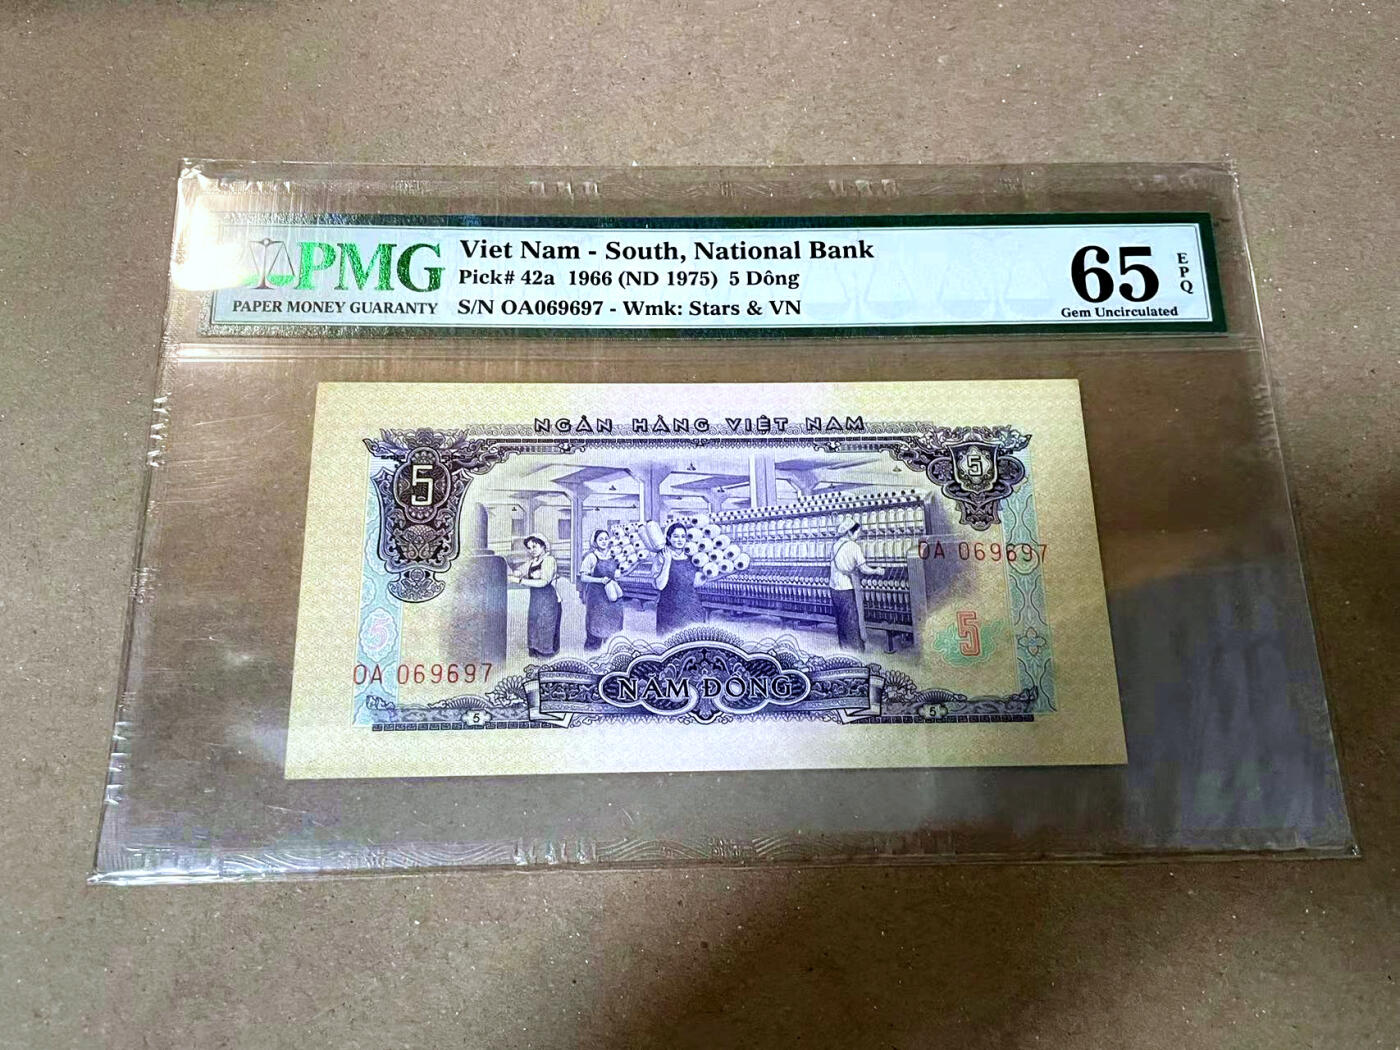 PMG
PAPER MONEY GUARANTY
Viet Nam - South, National Bank
Pick# 42a 1966 (ND 1975) 5 Dông
S/N OA069697 - Wmk: Stars & VN
65
EPQ
Gem Uncirculated
NGÂN HÀNG VIỆT NAM
5
5
OA 069697
5
5
OA 069697
NĂM ĐỒNG
5
5